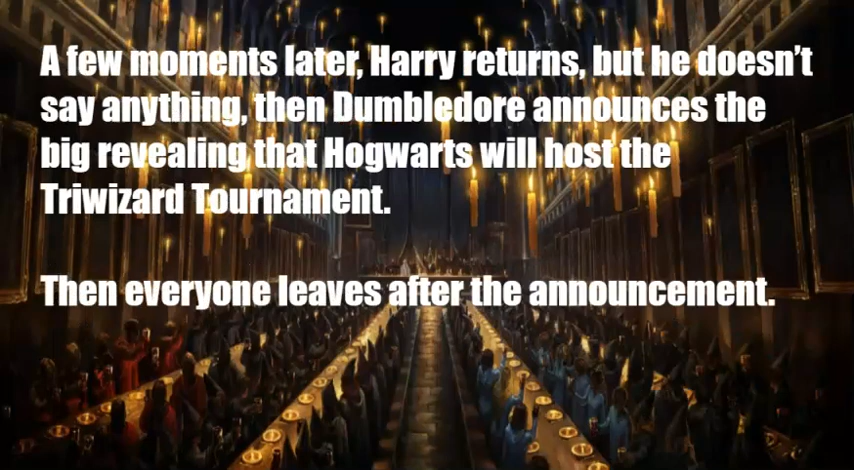 A few moments later, Harry returns, but he doesn’t
say anything, then Dumbledore announces the
big revealing that Hogwarts will host the
Triwizard Tournament.
Then everyone leaves after the announcement.